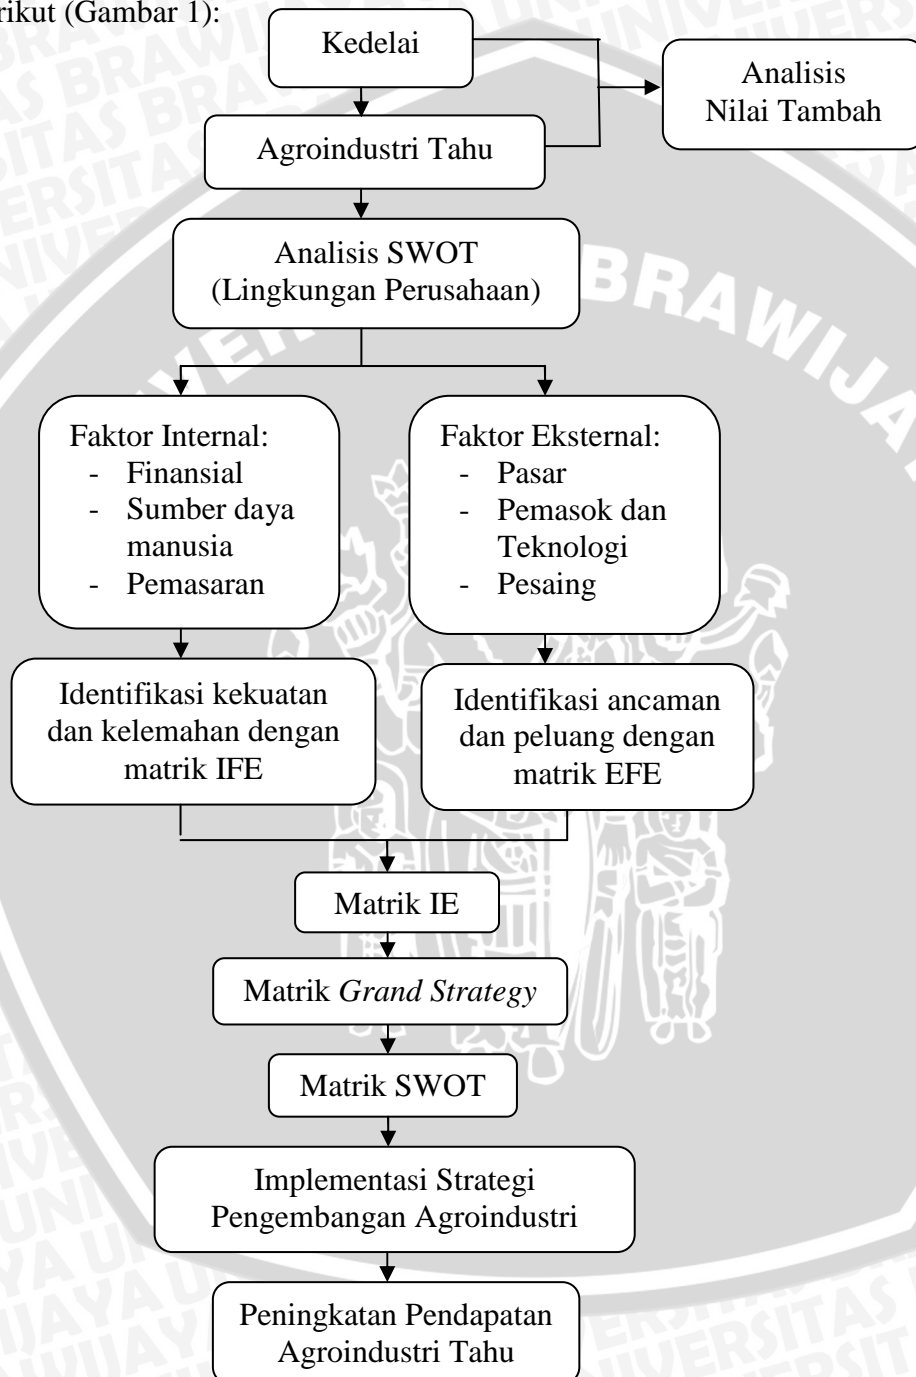 rikut (Gambar 1):
Kedelai
Analisis
Nilai Tambah
Agroindustri Tahu
Analisis SWOT
(Lingkungan Perusahaan)
Faktor Internal:
- Finansial
- Sumber daya
manusia
- Pemasaran
Faktor Eksternal:
- Pasar
- Pemasok dan
Teknologi
- Pesaing
Identifikasi kekuatan
dan kelemahan dengan
matrik IFE
Identifikasi ancaman
dan peluang dengan
matrik EFE
Matrik IE
Matrik Grand Strategy
Matrik SWOT
Implementasi Strategi
Pengembangan Agroindustri
Peningkatan Pendapatan
Agroindustri Tahu
BRAWIJA